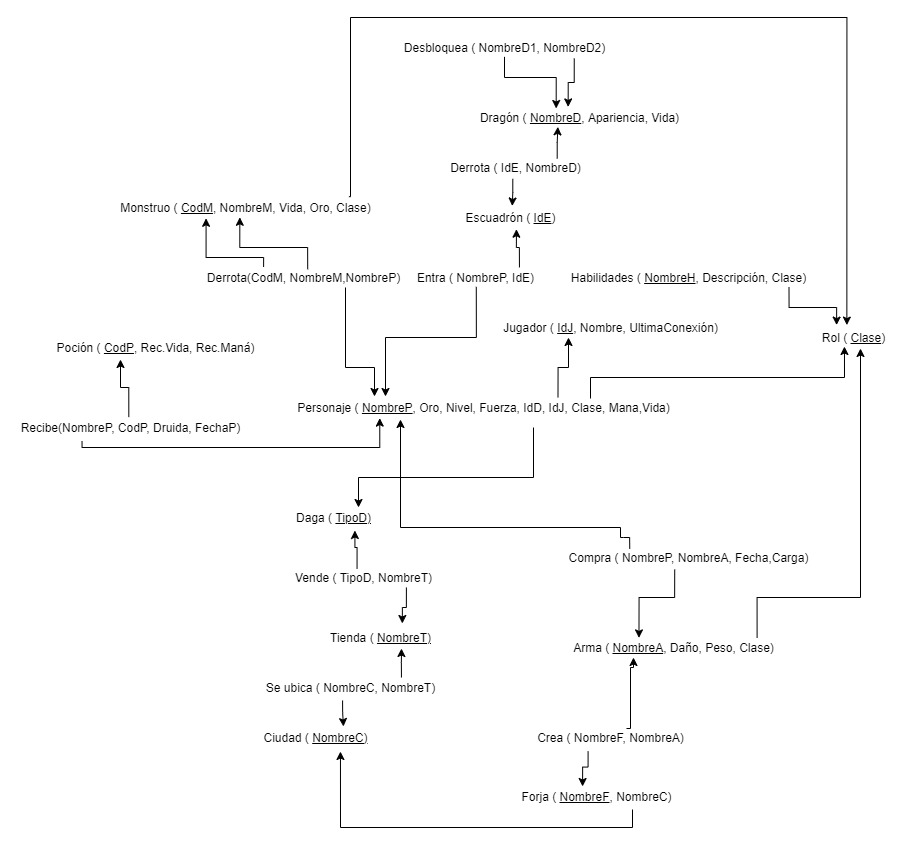 Desbloquea ( NombreD1, NombreD2)
Dragón ( NombreD, Apariencia, Vida)
Derrota ( IdE, NombreD)
Monstruo ( CodM, NombreM, Vida, Oro, Clase)
Escuadrón ( IdE)
Derrota(CodM, NombreM,NombreP)
Entra ( NombreP, IdE)
Habilidades ( NombreH, Descripción, Clase)
Jugador ( IdJ, Nombre, UltimaConexión)
Rol ( Clase)
Poción ( CodP, Rec.Vida, Rec.Maná)
Personaje ( NombreP, Oro, Nivel, Fuerza, IdD, IdJ, Clase, Mana,Vida)
Recibe(NombreP, CodP, Druida, FechaP)
Daga ( TipoD)
Compra ( NombreP, NombreA, Fecha,Carga)
Vende ( TipoD, NombreT)
Tienda ( NombreT)
Arma ( NombreA, Daño, Peso, Clase)
Se ubica ( NombreC, NombreT)
Ciudad ( NombreC)
Crea ( NombreF, NombreA)
Forja ( NombreF, NombreC)